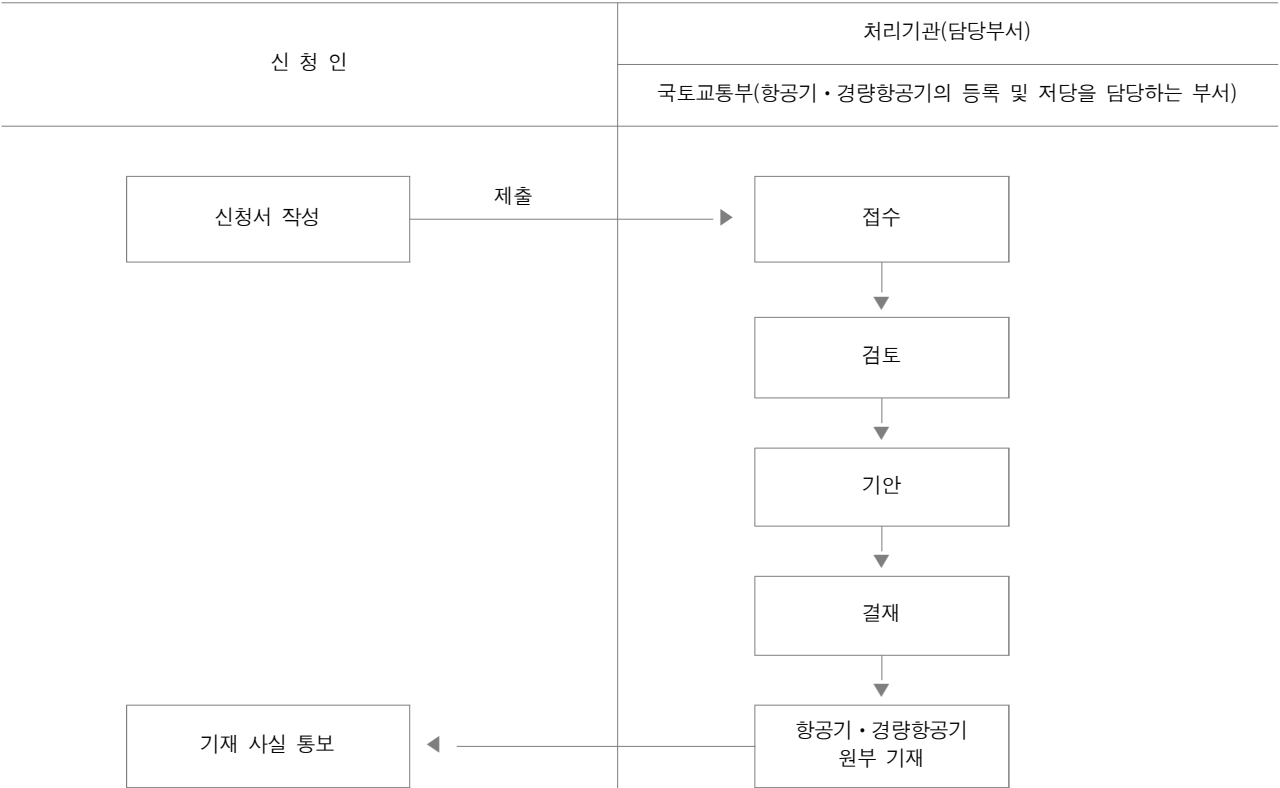 신 청 인
처리기관(담당부서)
국토교통부(항공기・경량항공기의 등록 및 저당을 담당하는 부서)
신청서 작성
제출
접수
검토
기안
결재
기재 사실 통보
항공기・경량항공기
원부 기재